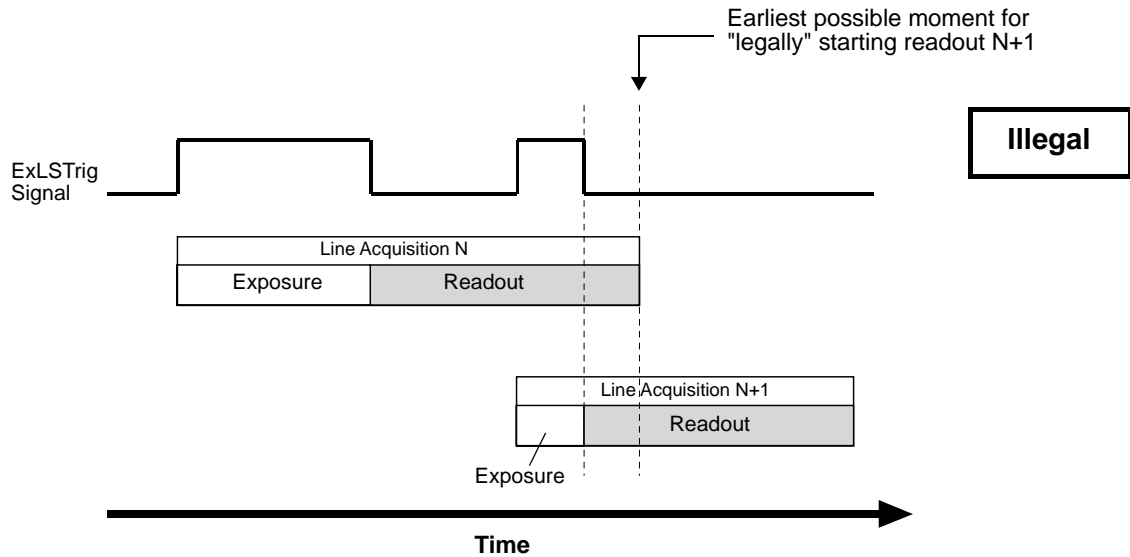 Earliest possible moment for
"legally" starting readout N+1
Illegal
ExLSTrig
Signal
Line Acquisition N
Exposure
Readout
Line Acquisition N+1
Readout
Exposure
Time